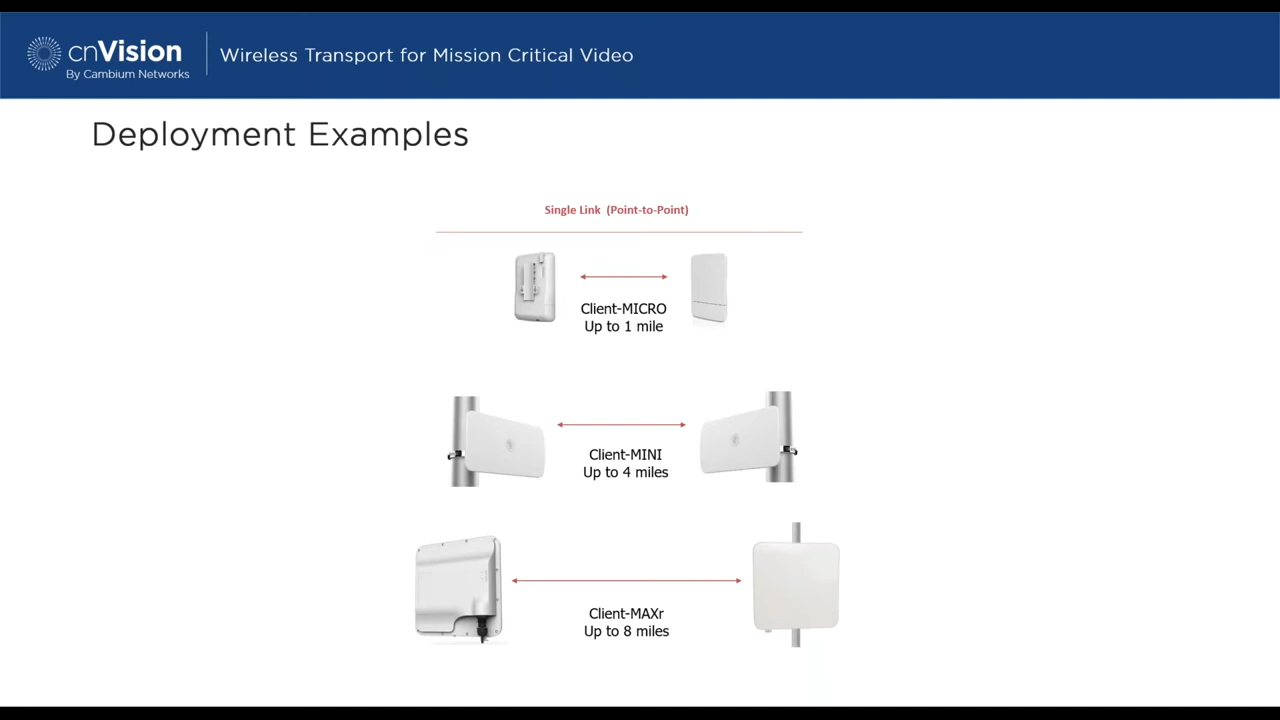 cnVision
By Cambium Networks
Wireless Transport for Mission Critical Video
Deployment Examples
Single Link (Point-to-Point)
Client-MICRO
Up to 1 mile
Client-MINI
Up to 4 miles
Client-MAXr
Up to 8 miles